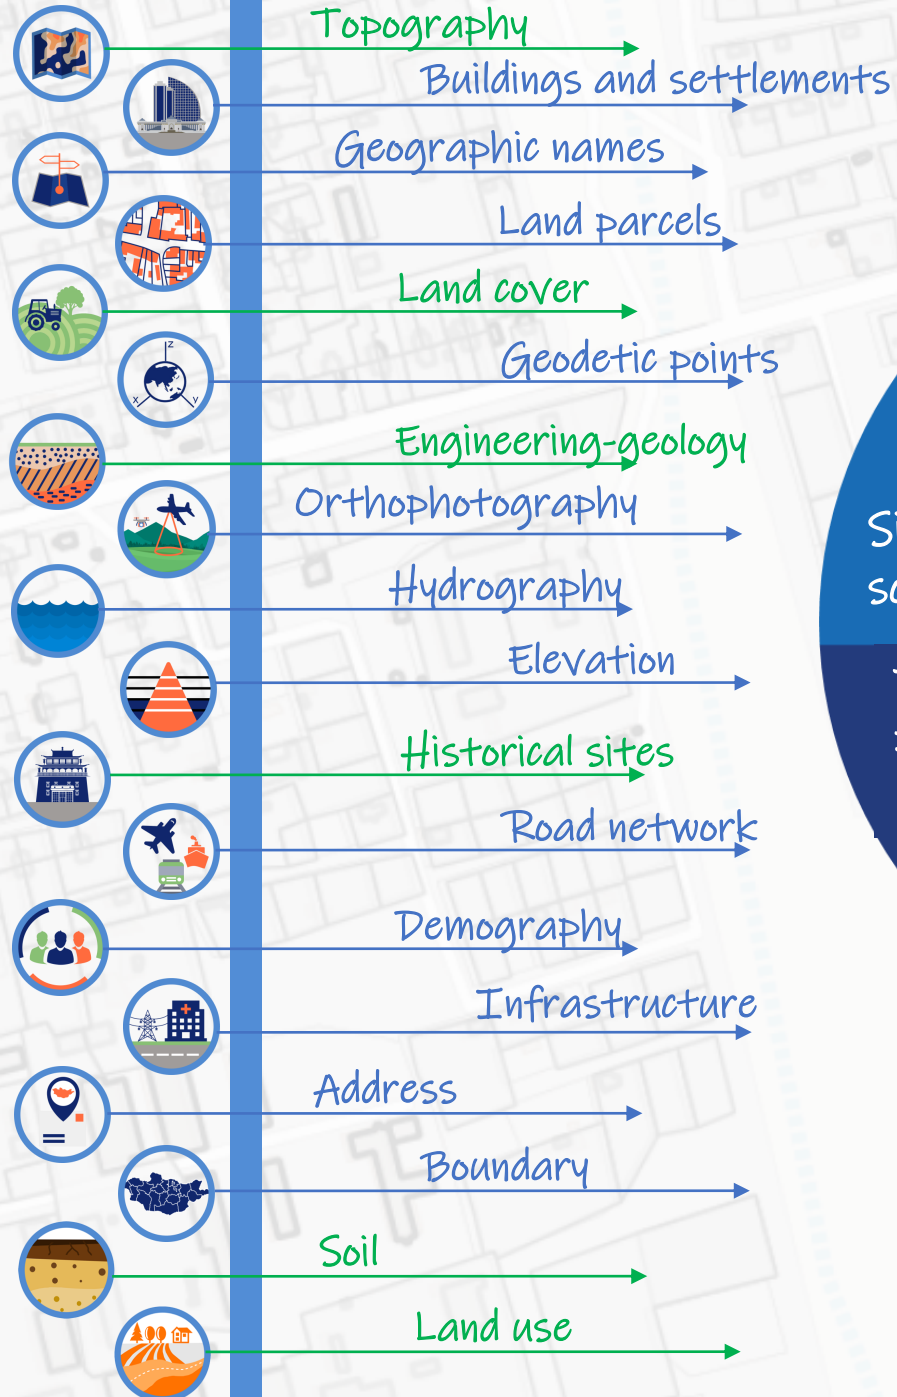 Topography
Buildings and settlements
Geographic names
Land parcels
Land cover
z
x
y
Geodetic points
Engineering-geology
Orthophotography
Hydrography
Elevation
Historical sites
Road network
Demography
Infrastructure
Address
Boundary
Soil
Land use